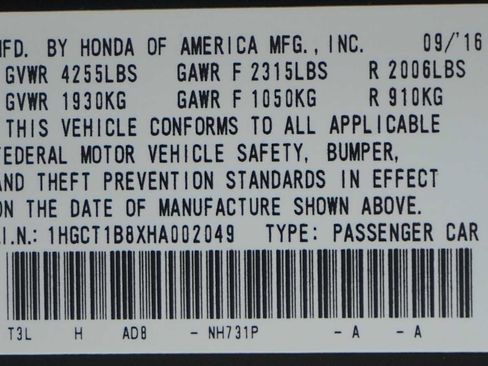 MFD. BY HONDA OF AMERICA MFG., INC. 09/'16
GVWR 4255LBS GAWR F 2315LBS R 2006LBS
GVWR 1930KG GAWR F 1050KG R 910KG
THIS VEHICLE CONFORMS TO ALL APPLICABLE
FEDERAL MOTOR VEHICLE SAFETY, BUMPER,
AND THEFT PREVENTION STANDARDS IN EFFECT
ON THE DATE OF MANUFACTURE SHOWN ABOVE.
V.I.N.: 1HGCT1B8XHA002049 TYPE: PASSENGER CAR
T3L H AD8 - NH731P - A - A